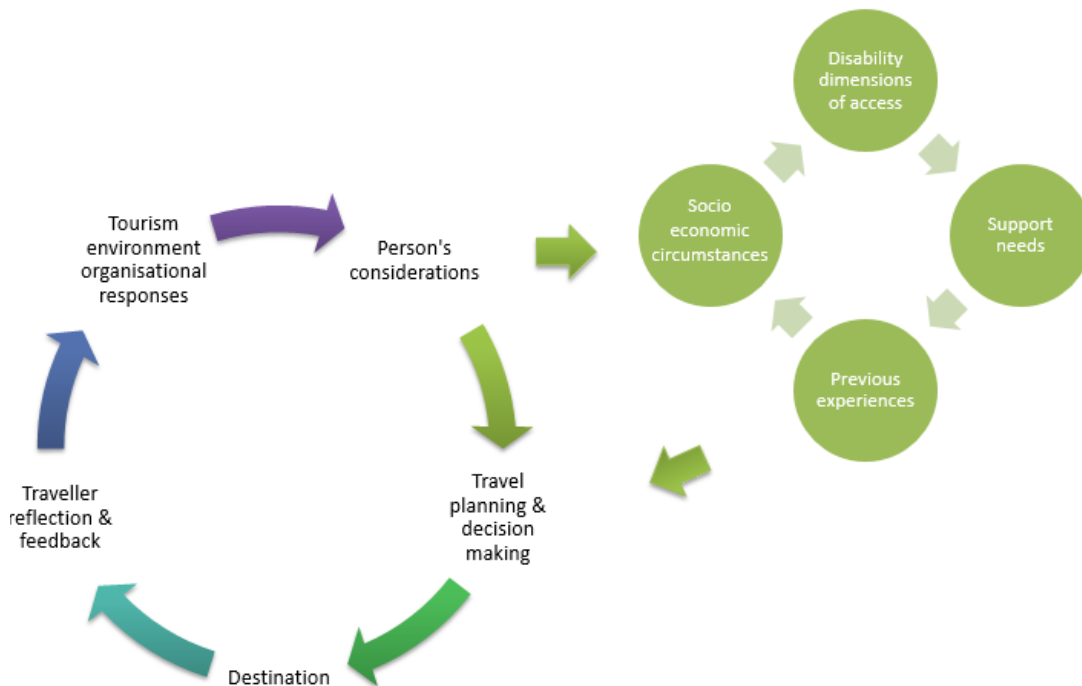 Tourism
environment
organisational
responses
Person's
considerations
Travel
planning &
decision
making
Destination
Traveller
reflection &
feedback
Disability
dimensions
of access
Support
needs
Previous
experiences
Socio
economic
circumstances